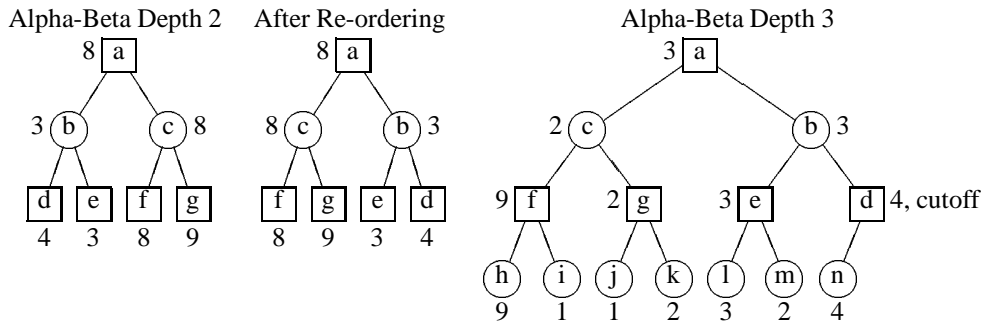 Alpha-Beta Depth 2 After Re-ordering Alpha-Beta Depth 3
8 a 8 a 3 a
3 b c 8 8 c b 3 2 c b 3
d e f g f g e d 9 f 2 g 3 e d 4, cutoff
4 3 8 9 8 9 3 4
h i j k l m n
9 1 1 2 3 2 4